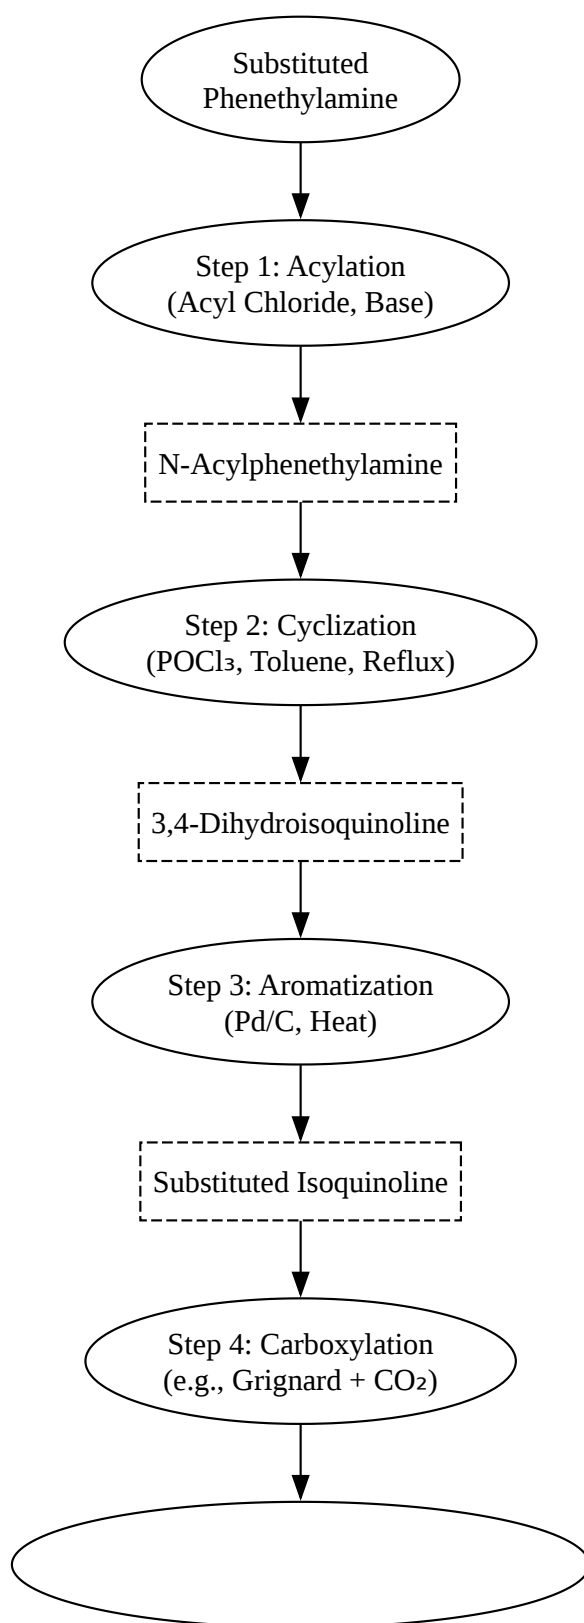 Substituted
Phenethylamine
Step 1: Acylation
(Acyl Chloride, Base)
N-Acylphenethylamine
Step 2: Cyclization
(POCl₃, Toluene, Reflux)
3,4-Dihydroisoquinoline
Step 3: Aromatization
(Pd/C, Heat)
Substituted Isoquinoline
Step 4: Carboxylation
(e.g., Grignard + CO₂)